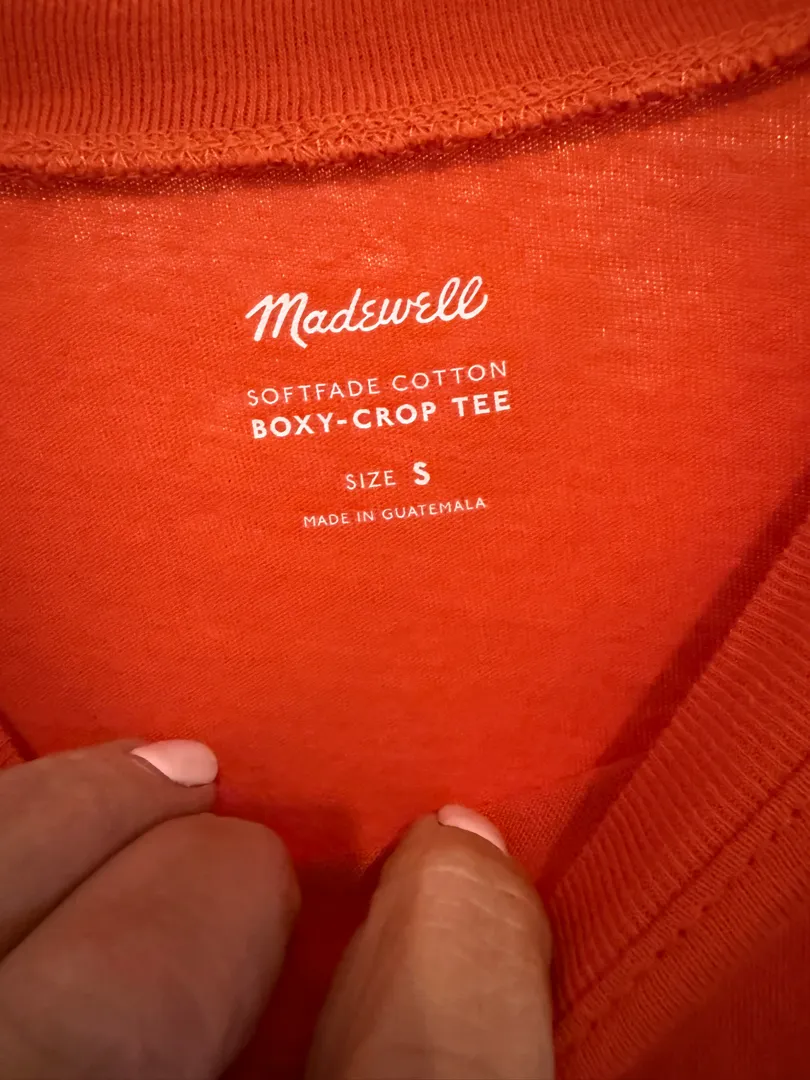 Madewell
SOFTFADE COTTON
BOXY-CROP TEE
SIZE S
MADE IN GUATEMALA